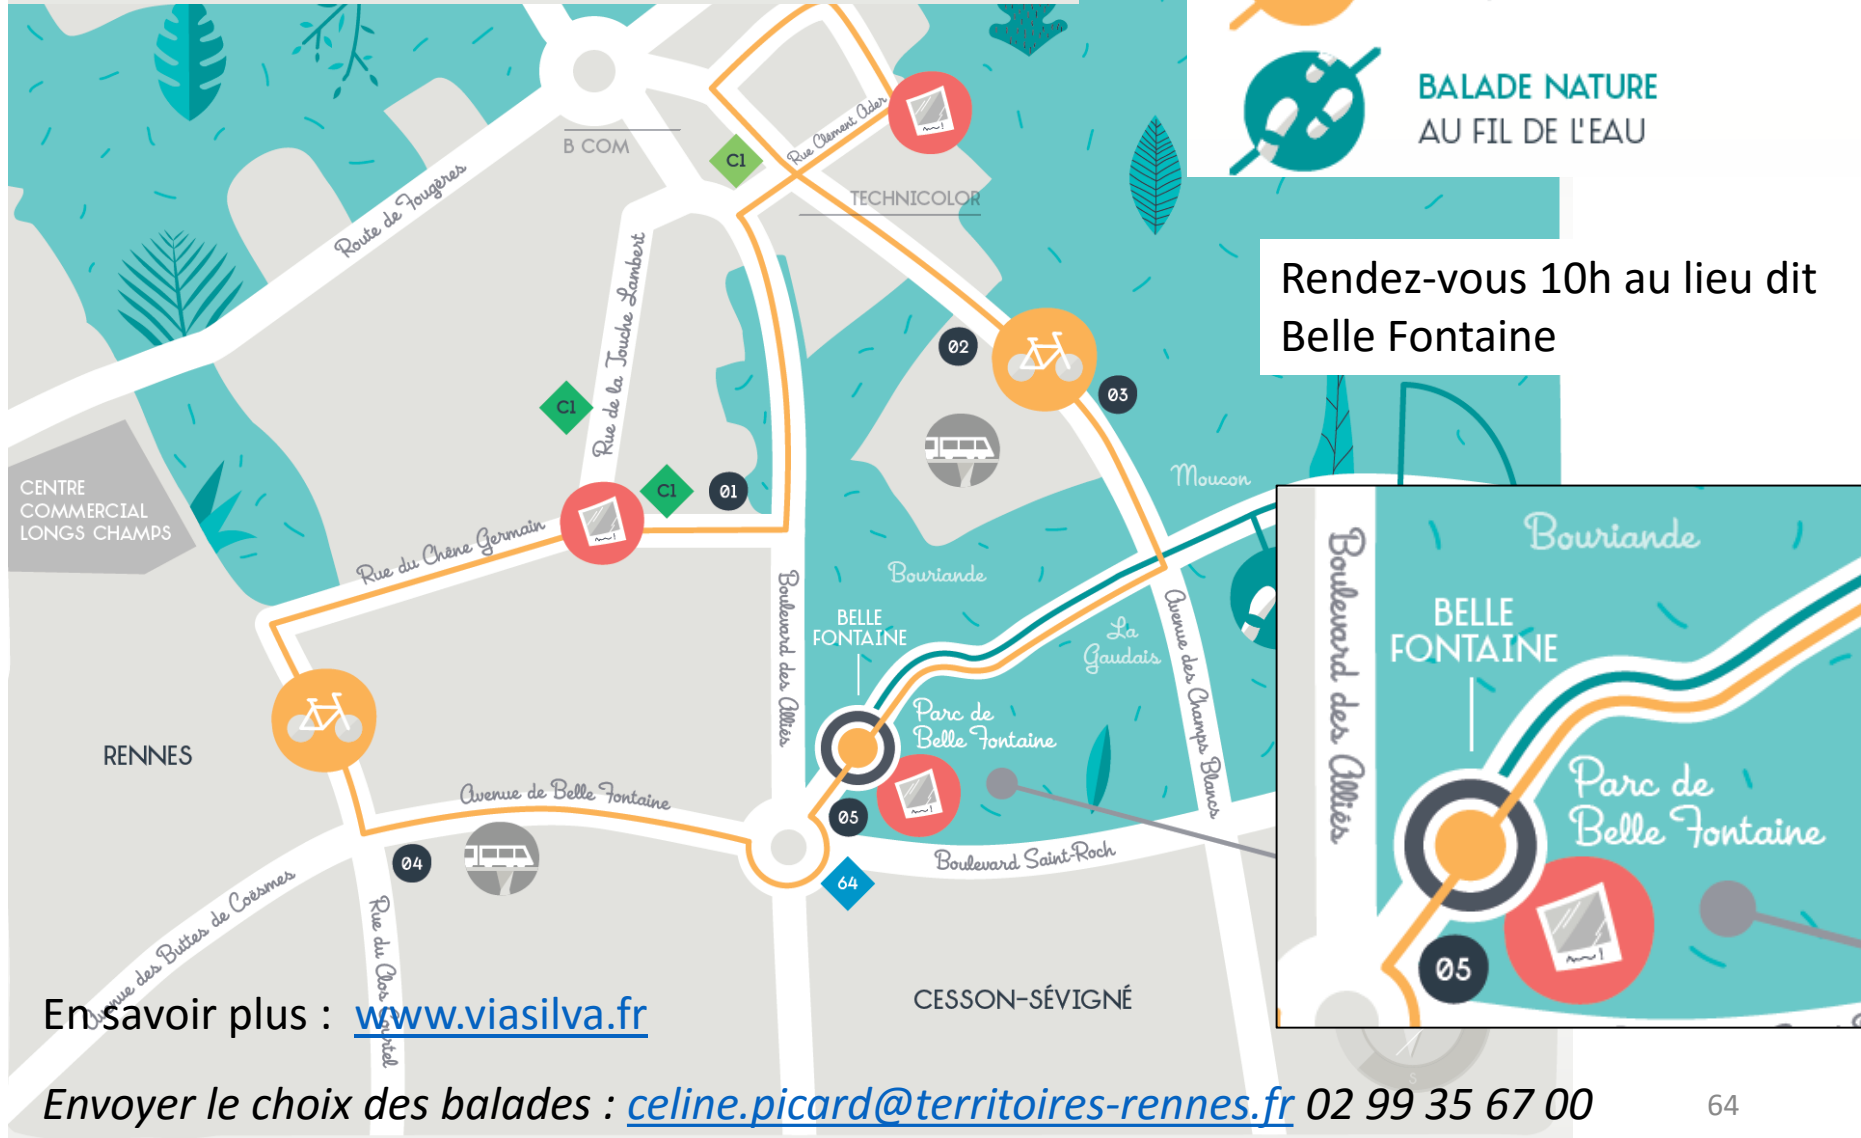 BALADE NATURE
AU FIL DE L'EAU
B COM
C1
Rue Clément Ader
TECHNICOLOR
Route de Fougères
Rue de la Touche Lambert
Rendez-vous 10h au lieu dit
Belle Fontaine
02
03
C1
CENTRE
COMMERCIAL
LONGS CHAMPS
C1
01
Moucon
Rue du Chêne Germain
Bouriande
BELLE
FONTAINE
La
Gaudais
Boulevard des Alliés
Avenue des Champs Blancs
Parc de
Belle Fontaine
RENNES
Avenue de Belle Fontaine
05
04
Boulevard Saint-Roch
64
Avenue des Buttes de Coësmes
Rue du Clos Courtel
CESSON-SÉVIGNÉ
Bouriande
Boulevard des Alliés
BELLE
FONTAINE
Parc de
Belle Fontaine
05
S
En savoir plus : www.viasilva.fr
Envoyer le choix des balades : celine.picard@territoires-rennes.fr 02 99 35 67 00
64